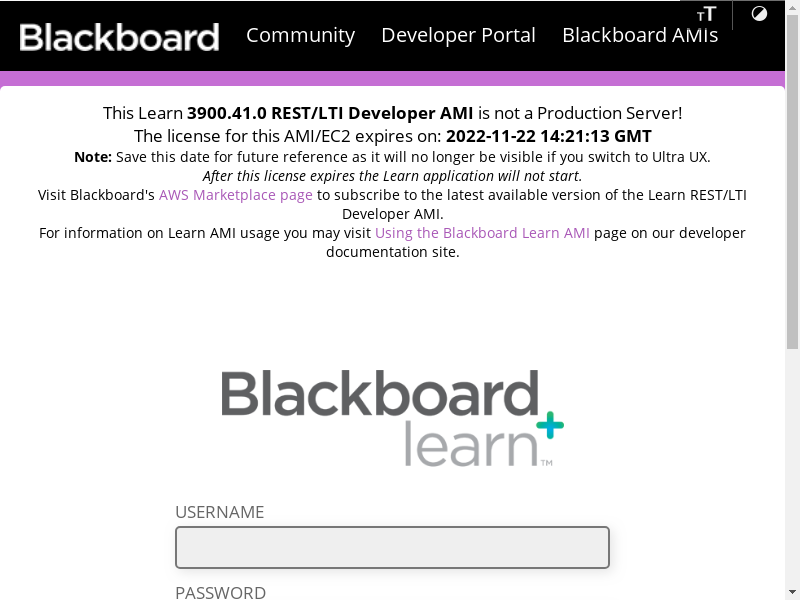 Blackboard Community Developer Portal Blackboard AMIs TT
This Learn 3900.41.0 REST/LTI Developer AMI is not a Production Server!
The license for this AMI/EC2 expires on: 2022-11-22 14:21:13 GMT
Note: Save this date for future reference as it will no longer be visible if you switch to Ultra UX.
After this license expires the Learn application will not start.
Visit Blackboard's AWS Marketplace page to subscribe to the latest available version of the Learn REST/LTI
Developer AMI.
For information on Learn AMI usage you may visit Using the Blackboard Learn AMI page on our developer
documentation site.
Blackboard
learn+™
USERNAME
PASSWORD